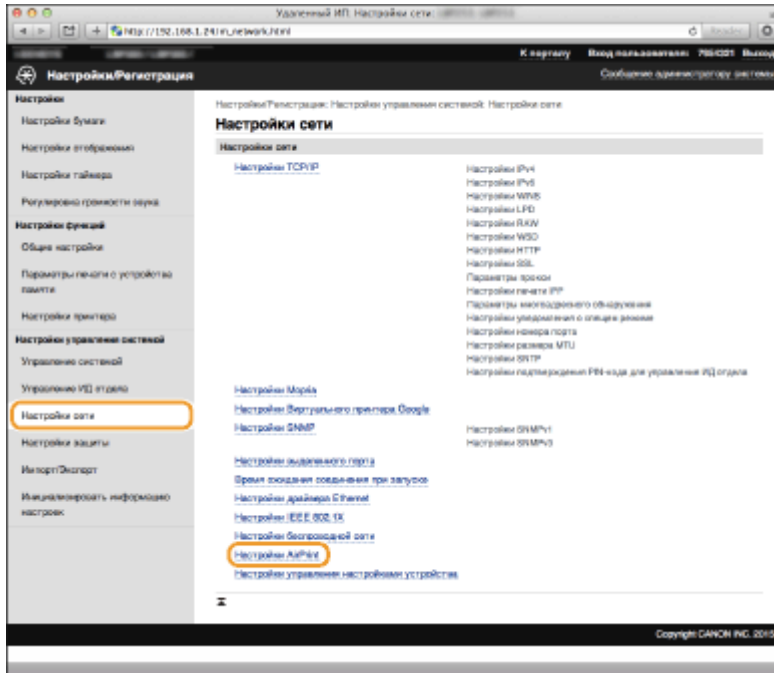 Удаленный ИП: Настройки сети:
http://192.168.1.24/m_network.html
Reader
К порталу Вход пользователя: 7654321 Выход
Настройки/Регистрация
Сообщение администратору системы
Настройки
Настройки бумаги
Настройки отображения
Настройки таймера
Регулировка громкости звука
Настройки функций
Общие настройки
Параметры печати с устройства
памяти
Настройки принтера
Настройки управления системой
Управление системой
Управление ИД отдела
Настройки сети
Настройки защиты
Импорт/Экспорт
Инициализировать информацию
настроек
Настройки/Регистрация: Настройки управления системой: Настройки сети
Настройки сети
Настройки сети
Настройки TCP/IP
Настройки IPv4
Настройки IPv6
Настройки WINS
Настройки LPD
Настройки RAW
Настройки WSD
Настройки HTTP
Настройки SSL
Параметры прокси
Настройки печати IPP
Параметры многоадресного обнаружения
Настройки уведомления о спящем режиме
Настройки номера порта
Настройки размера MTU
Настройки SNTP
Настройки подтверждения PIN-кода для управления ИД отдела
Настройки Mopria
Настройки Виртуального принтера Google
Настройки SNMP
Настройки SNMPv1
Настройки SNMPv3
Настройки выделенного порта
Время ожидания соединения при запуске
Настройки драйвера Ethernet
Настройки IEEE 802.1X
Настройки беспроводной сети
Настройки AirPrint
Настройки управления настройками устройства
Copyright CANON INC. 2015